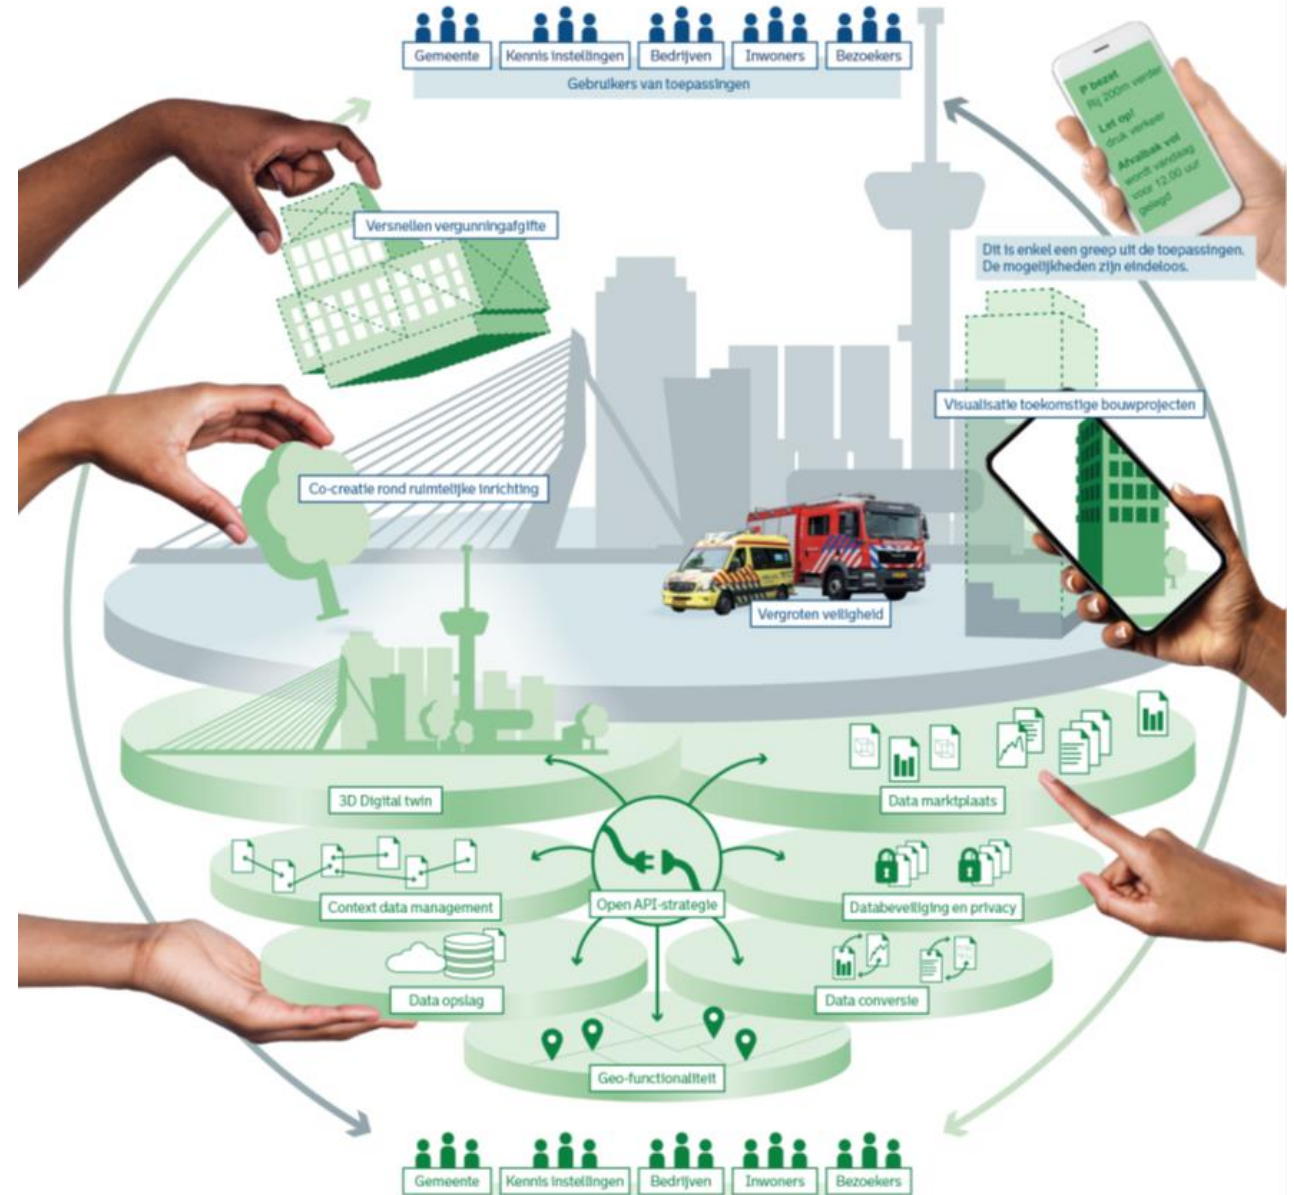 Gemeente
Kennis instellingen
Bedrijven
Inwoners
Bezoekers
Gebruikers van toepassingen
P bezet
Rij 200m verder
Let op!
druk verkeer
Afvalbak vol
wordt vandaag
voor 12.00 uur
gelegd
Versnellen vergunningafgifte
Dit is enkel een greep uit de toepassingen.
De mogelijkheden zijn eindeloos.
Visualisatie toekomstige bouwprojecten
Co-creatie rond ruimtelijke inrichting
Vergroten veiligheid
3D Digital twin
Data marktplaats
Context data management
Open API-strategie
Databeveiliging en privacy
Data opslag
Data conversie
Geo-functionaliteit
Gemeente
Kennis instellingen
Bedrijven
Inwoners
Bezoekers